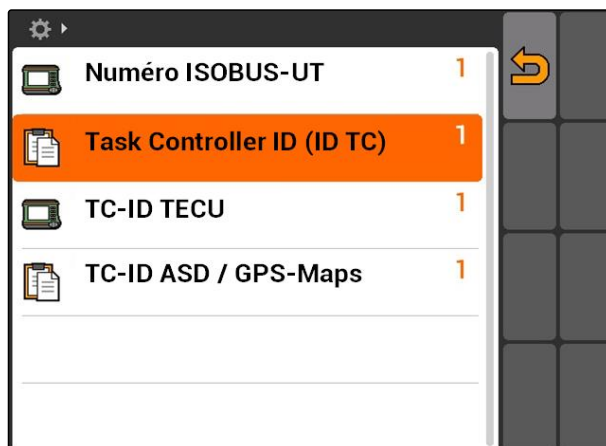 Numéro ISOBUS-UT 1
Task Controller ID (ID TC) 1
TC-ID TECU 1
TC-ID ASD / GPS-Maps 1